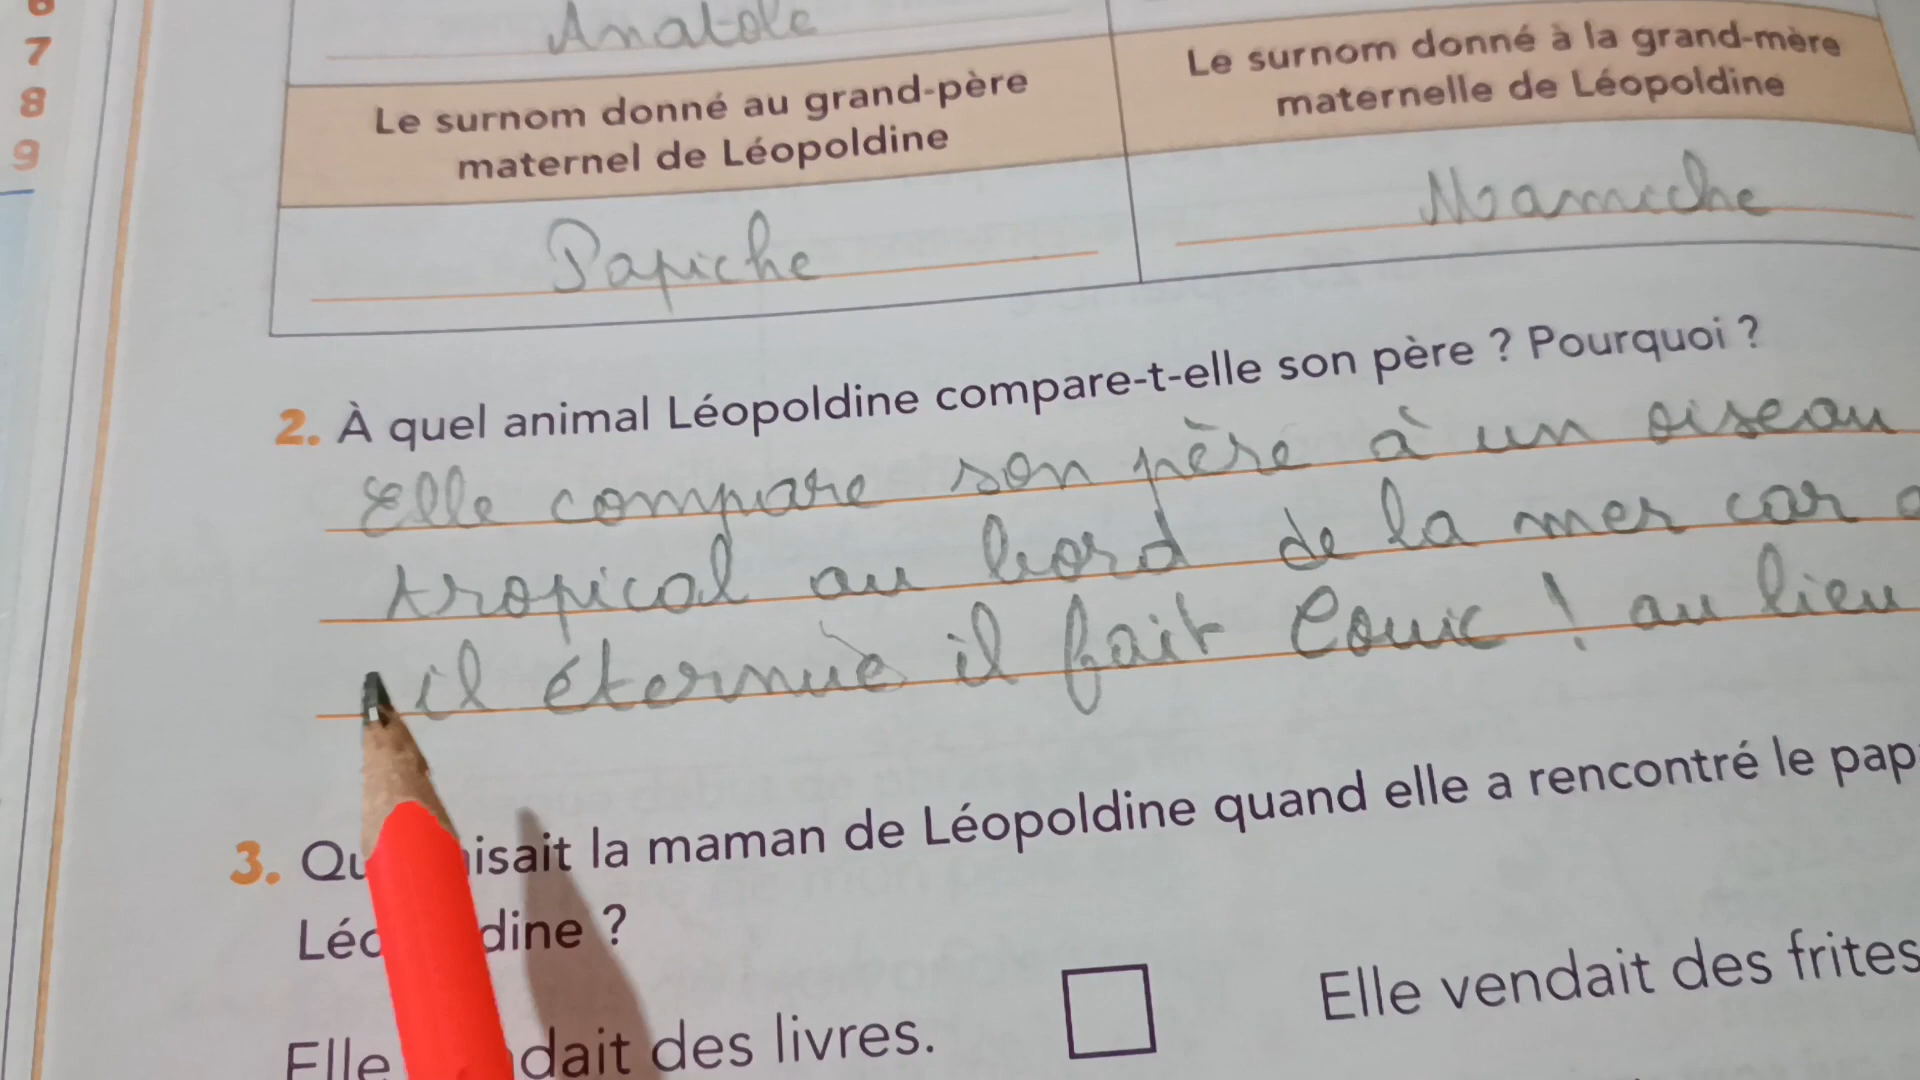 7
8
9
Anatole
Le surnom donné au grand-père
maternel de Léopoldine
Le surnom donné à la grand-mère
maternelle de Léopoldine
Papiche
Mamiche
2. À quel animal Léopoldine compare-t-elle son père ? Pourquoi ?
Elle compare son père à un oiseau
tropical au bord de la mer car
il éternue il fait Couic ! au lieu
3. isait la maman de Léopoldine quand elle a rencontré le pap
dine ?
Elle dait des livres.
Elle vendait des frites